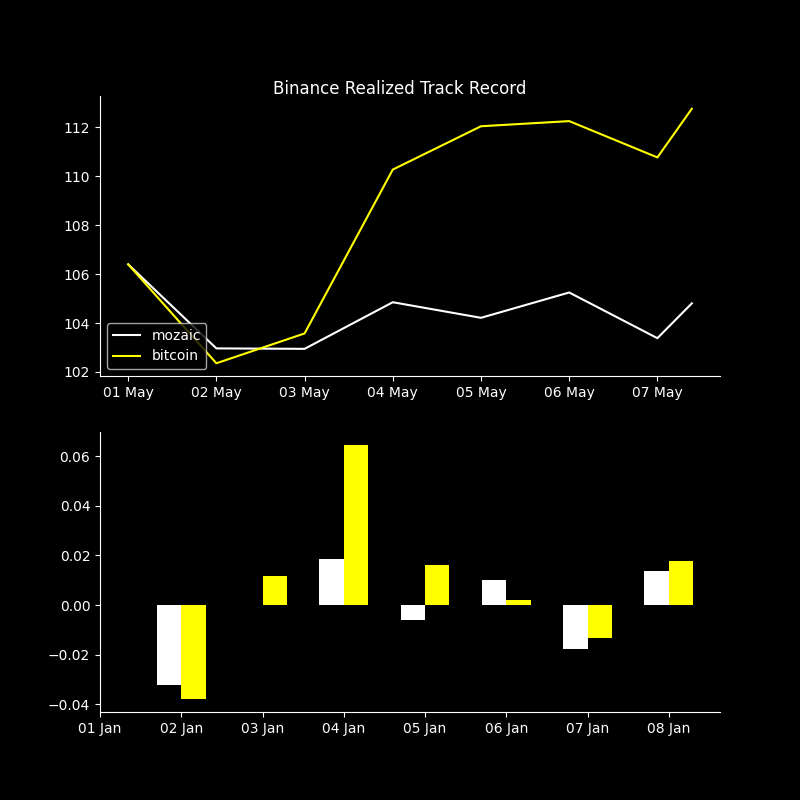 Binance Realized Track Record
112
110
108
106
104
102
mozaic
bitcoin
01 May 02 May 03 May 04 May 05 May 06 May 07 May
0.06
0.04
0.02
0.00
−0.02
−0.04
01 Jan 02 Jan 03 Jan 04 Jan 05 Jan 06 Jan 07 Jan 08 Jan